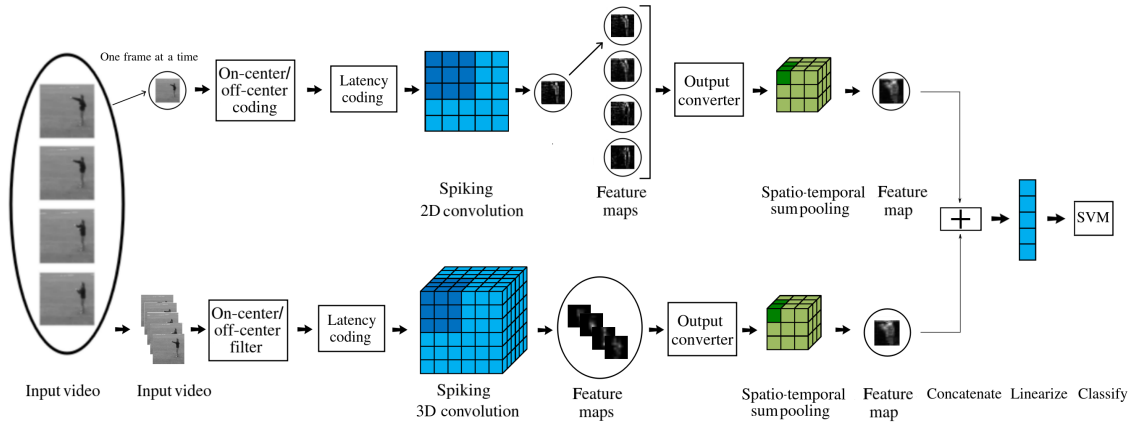 One frame at a time
On-center/
off-center
coding
Latency
coding
Output
converter
Spiking
2D convolution
Feature
maps
Spatio-temporal
sum pooling
Feature
map
+
SVM
On-center/
off-center
filter
Latency
coding
Output
converter
Input video
Input video
Spiking
3D convolution
Feature
maps
Spatio-temporal
sum pooling
Feature
map
Concatenate
Linearize
Classify